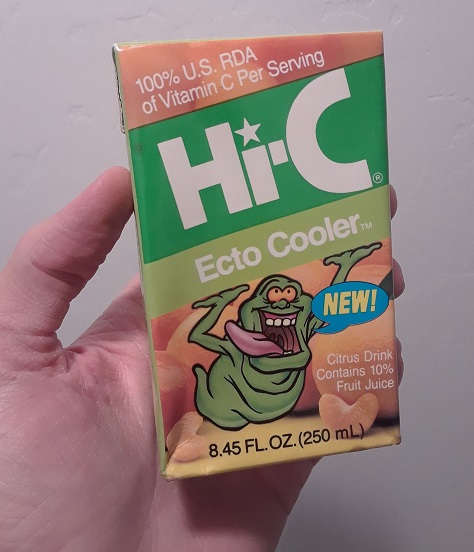 100% U.S. RDA
of Vitamin C Per Serving
Hi-C®
Ecto Cooler™
NEW!
Citrus Drink
Contains 10%
Fruit Juice
8.45 FL.OZ.(250 mL)